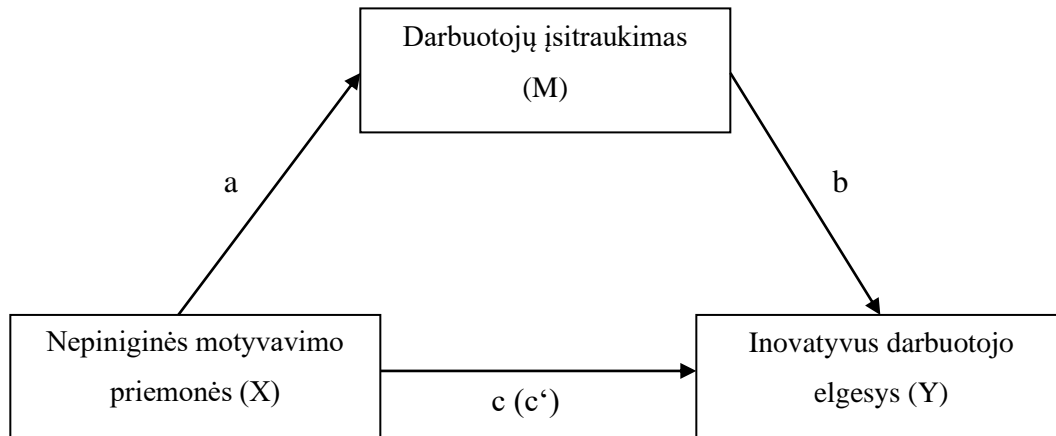 Darbuotojų įsitraukimas
(M)
a
b
Nepiniginės motyvavimo
priemonės (X)
c (c‘)
Inovatyvus darbuotojo
elgesys (Y)